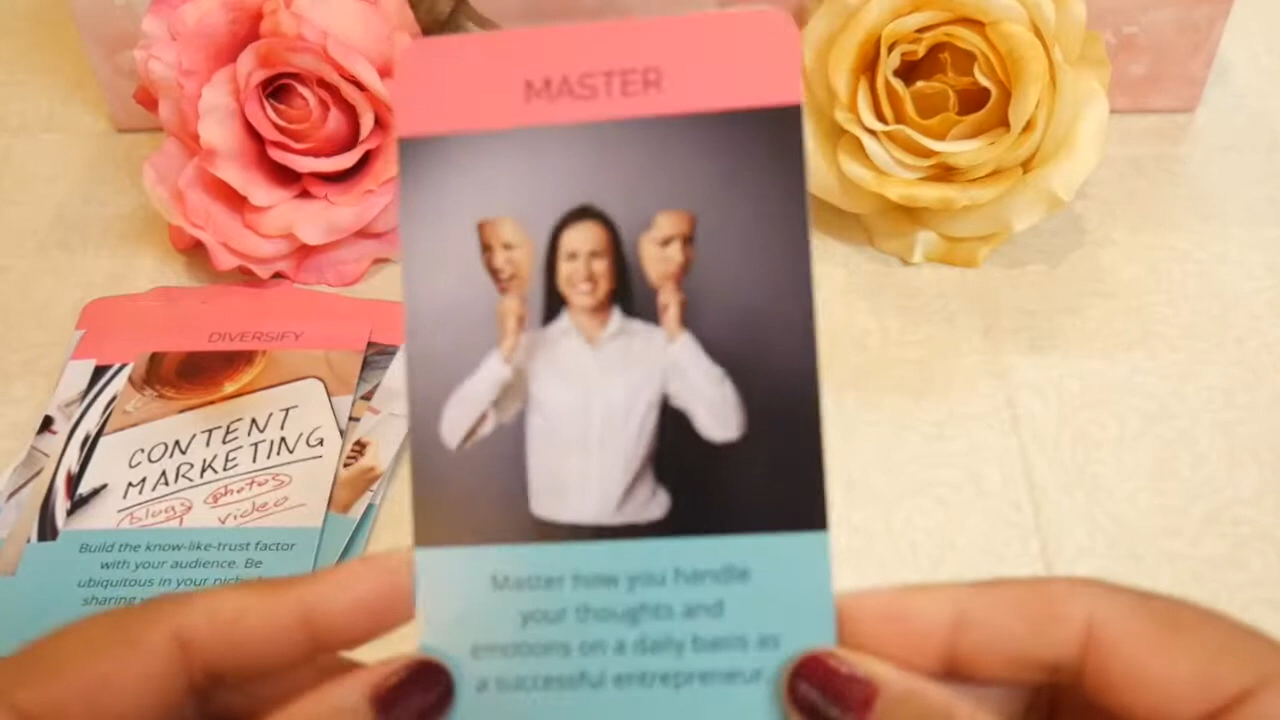 MASTER
Master how you handle
your thoughts and
emotions on a daily basis as
a successful entrepreneur.
DIVERSIFY
CONTENT
MARKETING
blogs photos
video
Build the know-like-trust factor
with your audience. Be
ubiquitous in your
sharing